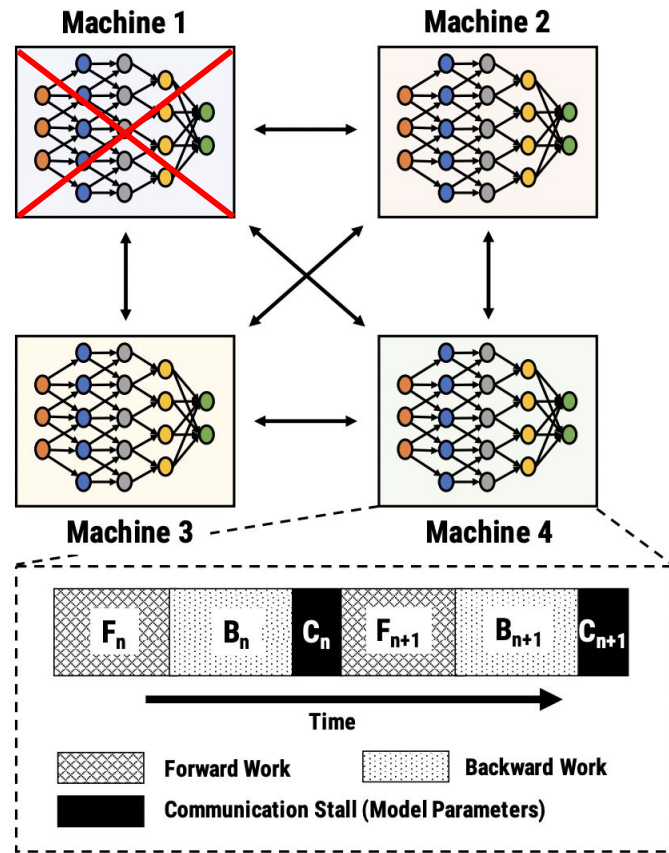 Machine 1
Machine 2
Machine 3
Machine 4
Fn Bn Cn Fn+1 Bn+1 Cn+1
Time
Forward Work
Backward Work
Communication Stall (Model Parameters)